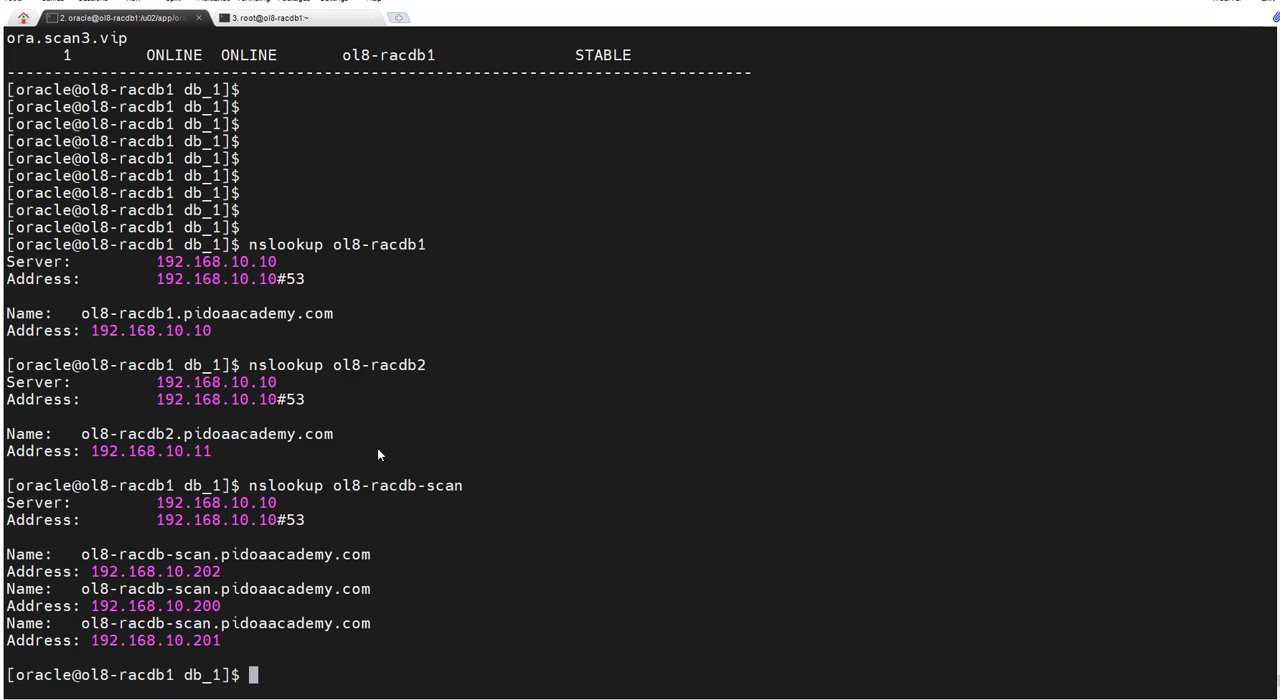 2. oracle@ol8-racdb1:/u02/app/or
3. root@ol8-racdb1:~
ora.scan3.vip
1 ONLINE ONLINE ol8-racdb1 STABLE
--------------------------------------------------------------------------------
[oracle@ol8-racdb1 db_1]$
[oracle@ol8-racdb1 db_1]$
[oracle@ol8-racdb1 db_1]$
[oracle@ol8-racdb1 db_1]$
[oracle@ol8-racdb1 db_1]$
[oracle@ol8-racdb1 db_1]$
[oracle@ol8-racdb1 db_1]$
[oracle@ol8-racdb1 db_1]$
[oracle@ol8-racdb1 db_1]$
[oracle@ol8-racdb1 db_1]$ nslookup ol8-racdb1
Server: 192.168.10.10
Address: 192.168.10.10#53
Name: ol8-racdb1.pidoaacademy.com
Address: 192.168.10.10
[oracle@ol8-racdb1 db_1]$ nslookup ol8-racdb2
Server: 192.168.10.10
Address: 192.168.10.10#53
Name: ol8-racdb2.pidoaacademy.com
Address: 192.168.10.11
[oracle@ol8-racdb1 db_1]$ nslookup ol8-racdb-scan
Server: 192.168.10.10
Address: 192.168.10.10#53
Name: ol8-racdb-scan.pidoaacademy.com
Address: 192.168.10.202
Name: ol8-racdb-scan.pidoaacademy.com
Address: 192.168.10.200
Name: ol8-racdb-scan.pidoaacademy.com
Address: 192.168.10.201
[oracle@ol8-racdb1 db_1]$